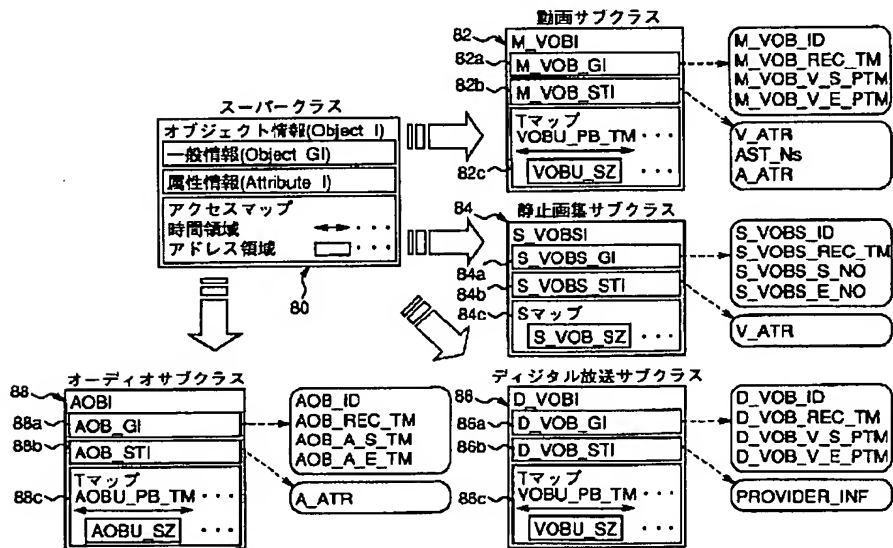 スーパークラス
オブジェクト情報(Object I)
一般情報(Object GI)
属性情報(Attribute I)
アクセスマップ
時間領域 ・・・
アドレス領域 ・・・
80
動画サブクラス
82
M_VOBI
82a
M_VOB_GI
82b
M_VOB_STI
Tマップ
VOBU_PB_TM ・・・
82c
VOBU_SZ ・・・
M_VOB_ID
M_VOB_REC_TM
M_VOB_V_S_PTM
M_VOB_V_E_PTM
V_ATR
AST_Ns
A_ATR
静止画集サブクラス
84
S_VOBSI
84a
S_VOBS_GI
84b
S_VOBS_STI
84c
Sマップ
S_VOB_SZ ・・・
S_VOBS_ID
S_VOBS_REC_TM
S_VOBS_S_NO
S_VOBS_E_NO
V_ATR
オーディオサブクラス
88
AOBI
88a
AOB_GI
88b
AOB_STI
Tマップ
AOBU_PB_TM ・・・
88c
AOBU_SZ ・・・
AOB_ID
AOB_REC_TM
AOB_A_S_TM
AOB_A_E_TM
A_ATR
ディジタル放送サブクラス
86
D_VOBI
86a
D_VOB_GI
86b
D_VOB_STI
Tマップ
VOBU_PB_TM ・・・
86c
VOBU_SZ ・・・
D_VOB_ID
D_VOB_REC_TM
D_VOB_V_S_PTM
D_VOB_V_E_PTM
PROVIDER_INF